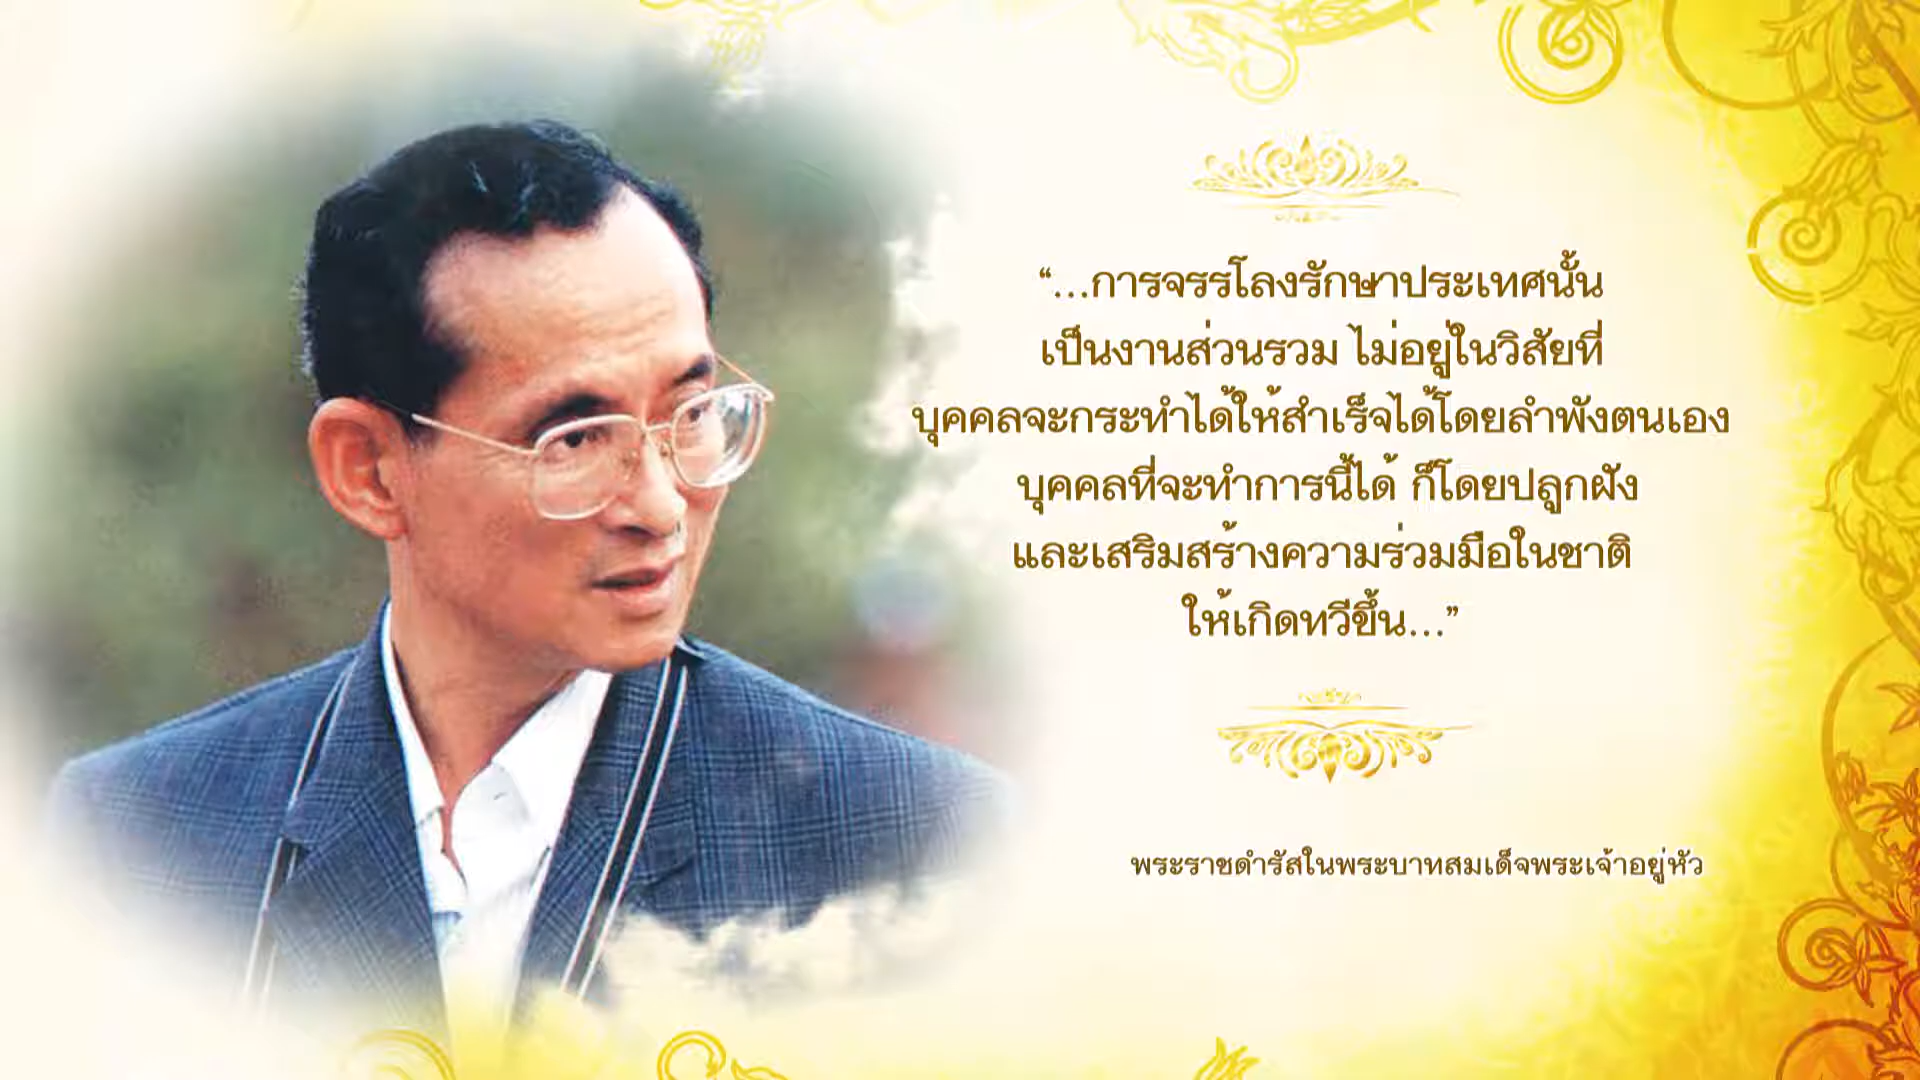 “...การจรรโลงรักษาประเทศนั้น
เป็นงานส่วนรวม ไม่อยู่ในวิสัยที่
บุคคลจะกระทำได้ให้สำเร็จได้โดยลำพังตนเอง
บุคคลที่จะทำการนี้ได้ ก็โดยปลูกฝัง
และเสริมสร้างความร่วมมือในชาติ
ให้เกิดทวีขึ้น...”
พระราชดำรัสในพระบาทสมเด็จพระเจ้าอยู่หัว